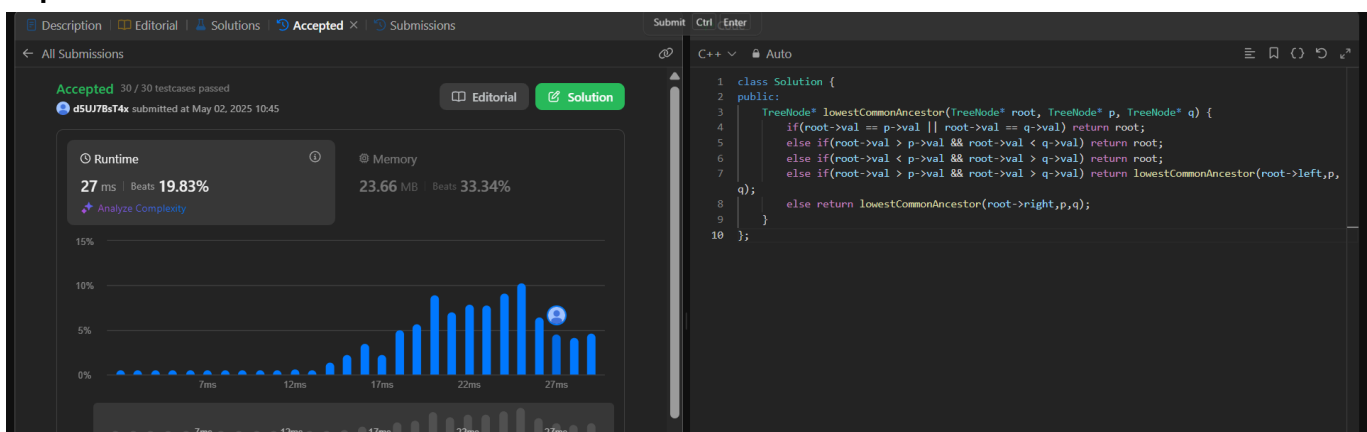 Description | Editorial | Solutions | Accepted × | Submissions
Submit Ctrl Enter
← All Submissions
C++ Auto
Accepted 30 / 30 testcases passed
d5UJ7BsT4x submitted at May 02, 2025 10:45
Editorial
Solution
Runtime
27 ms | Beats 19.83%
Analyze Complexity
Memory
23.66 MB | Beats 33.34%
15%
10%
5%
0%
7ms 12ms 17ms 22ms 27ms
7ms 12ms 17ms 22ms 27ms
1 class Solution {
2 public:
3 TreeNode* lowestCommonAncestor(TreeNode* root, TreeNode* p, TreeNode* q) {
4 if(root->val == p->val || root->val == q->val) return root;
5 else if(root->val > p->val && root->val < q->val) return root;
6 else if(root->val < p->val && root->val > q->val) return root;
7 else if(root->val > p->val && root->val > q->val) return lowestCommonAncestor(root->left,p,
q);
8 else return lowestCommonAncestor(root->right,p,q);
9 }
10 };